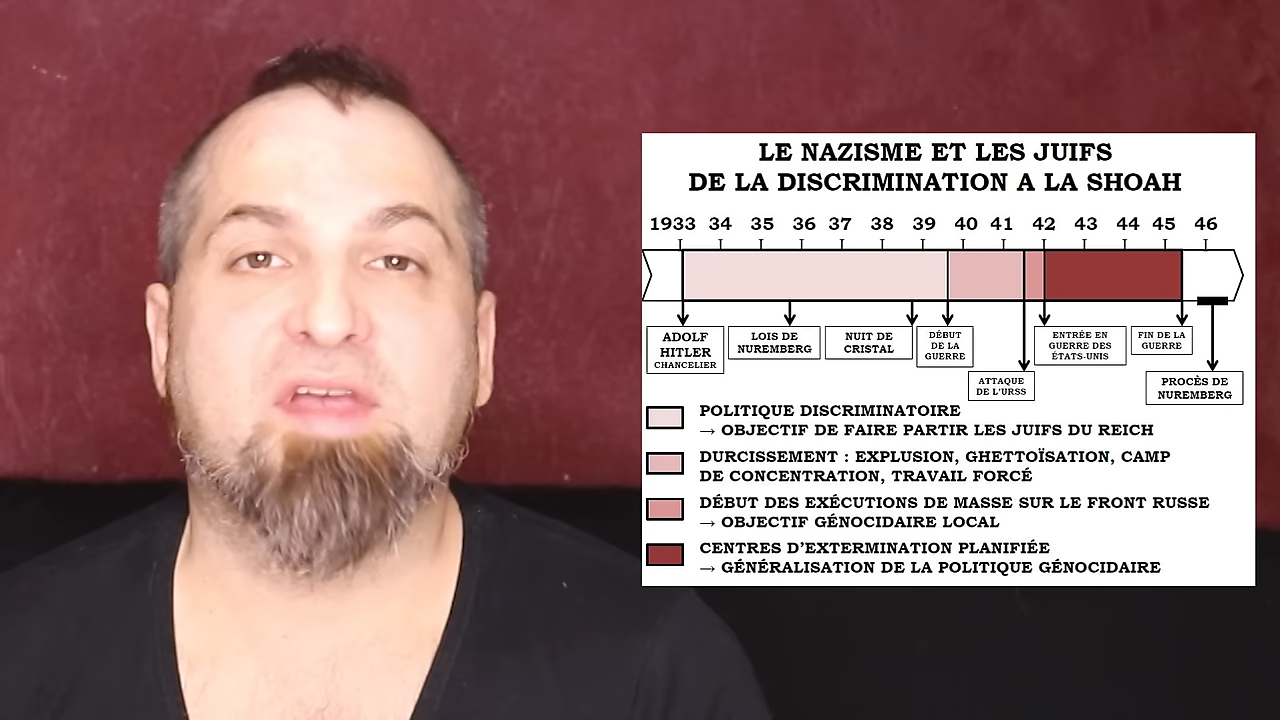 LE NAZISME ET LES JUIFS
DE LA DISCRIMINATION A LA SHOAH
1933 34 35 36 37 38 39 40 41 42 43 44 45 46
ADOLF
HITLER
CHANCELIER
LOIS DE
NUREMBERG
NUIT DE
CRISTAL
DÉBUT
DE LA
GUERRE
ATTAQUE
DE L'URSS
ENTRÉE EN
GUERRE DES
ÉTATS-UNIS
FIN DE LA
GUERRE
PROCÈS DE
NUREMBERG
POLITIQUE DISCRIMINATOIRE
→ OBJECTIF DE FAIRE PARTIR LES JUIFS DU REICH
DURCISSEMENT : EXPLUSION, GHETTOÏSATION, CAMP
DE CONCENTRATION, TRAVAIL FORCÉ
DÉBUT DES EXÉCUTIONS DE MASSE SUR LE FRONT RUSSE
→ OBJECTIF GÉNOCIDAIRE LOCAL
CENTRES D'EXTERMINATION PLANIFIÉE
→ GÉNÉRALISATION DE LA POLITIQUE GÉNOCIDAIRE